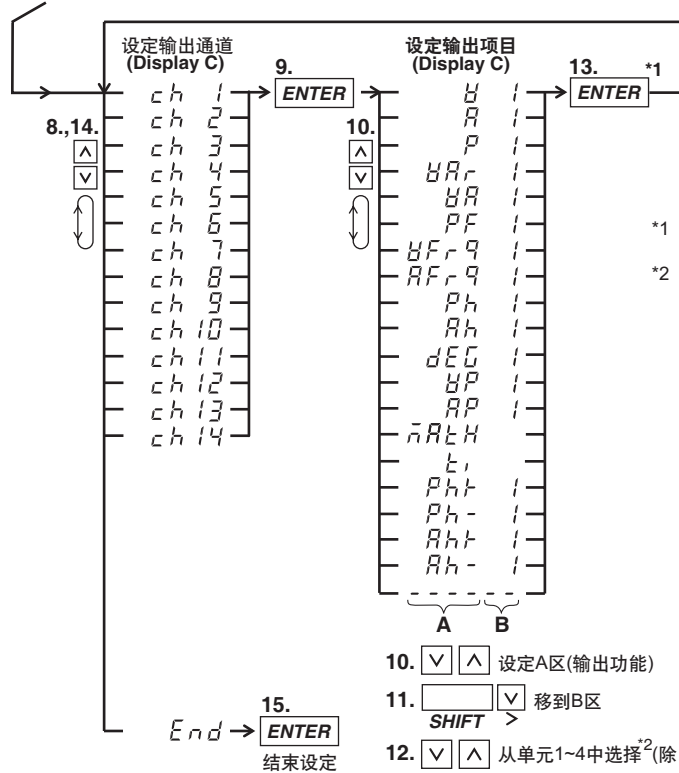 设定输出通道
(Display C)
8.,14.
ch 1
ch 2
ch 3
ch 4
ch 5
ch 6
ch 7
ch 8
ch 9
ch 10
ch 11
ch 12
ch 13
ch 14
9.
ENTER
设定输出项目
(Display C)
10.
V 1
A 1
P 1
VAr 1
VA 1
PF 1
VFrq 1
AFrq 1
Ph 1
Ah 1
dEG 1
VP 1
AP 1
MAtH
ti
Ph+ 1
Ph- 1
Ah+ 1
Ah- 1
- - - - - -
A B
13.
ENTER
*1
*1
*2
10. 设定A区(输出功能)
11. 移到B区
SHIFT >
12. 从单元1~4中选择*2(除
End
15.
ENTER
结束设定